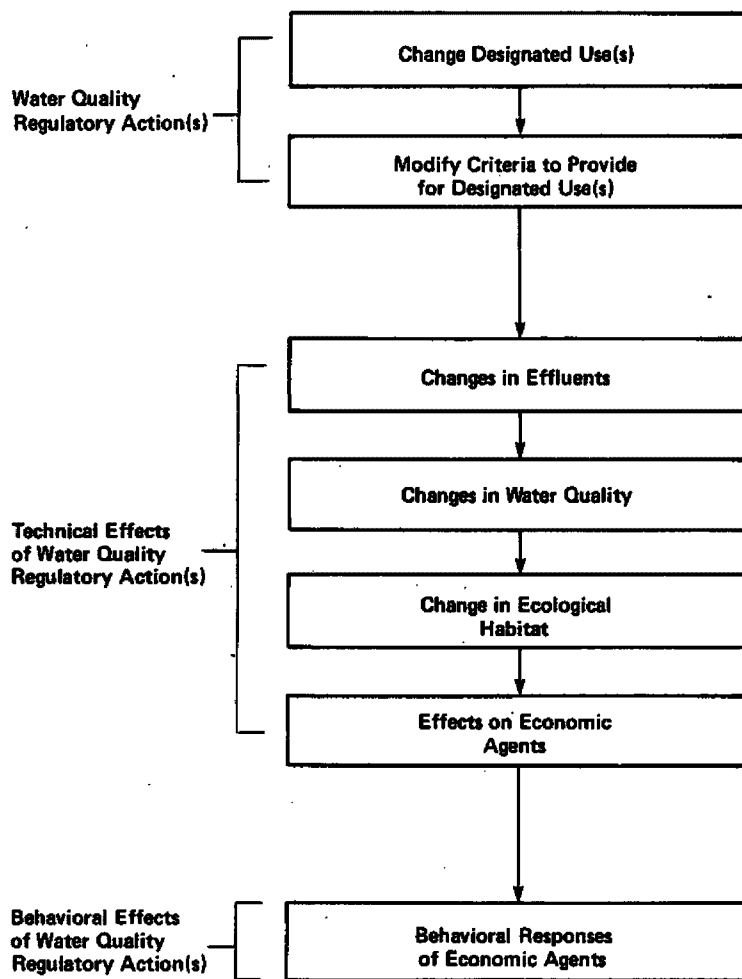 Change Designated Use(s)
Water Quality
Regulatory Action(s)
Modify Criteria to Provide
for Designated Use(s)
Changes in Effluents
Changes in Water Quality
Technical Effects
of Water Quality
Regulatory Action(s)
Change in Ecological
Habitat
Effects on Economic
Agents
Behavioral Effects
of Water Quality
Regulatory Action(s)
Behavioral Responses
of Economic Agents